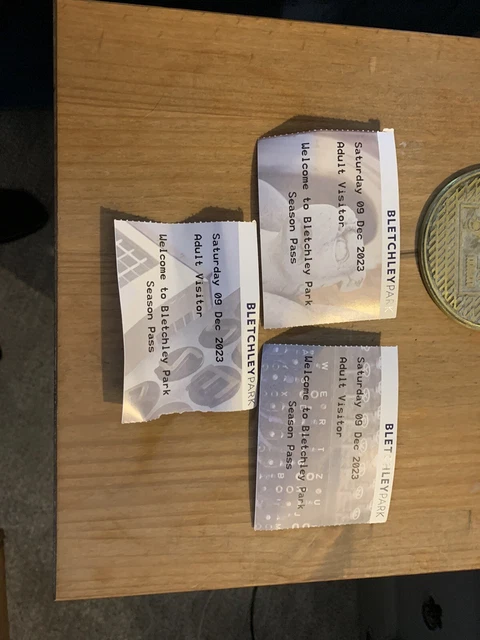 BLETCHLEYPARK
Saturday 09 Dec 2023
Adult Visitor
Welcome to Bletchley Park
Season Pass
BLETCHLEYPARK
Saturday 09 Dec 2023
Adult Visitor
Welcome to Bletchley Park
Season Pass
BLETCHLEYPARK
Saturday 09 Dec 2023
Adult Visitor
Welcome to Bletchley Park
Season Pass